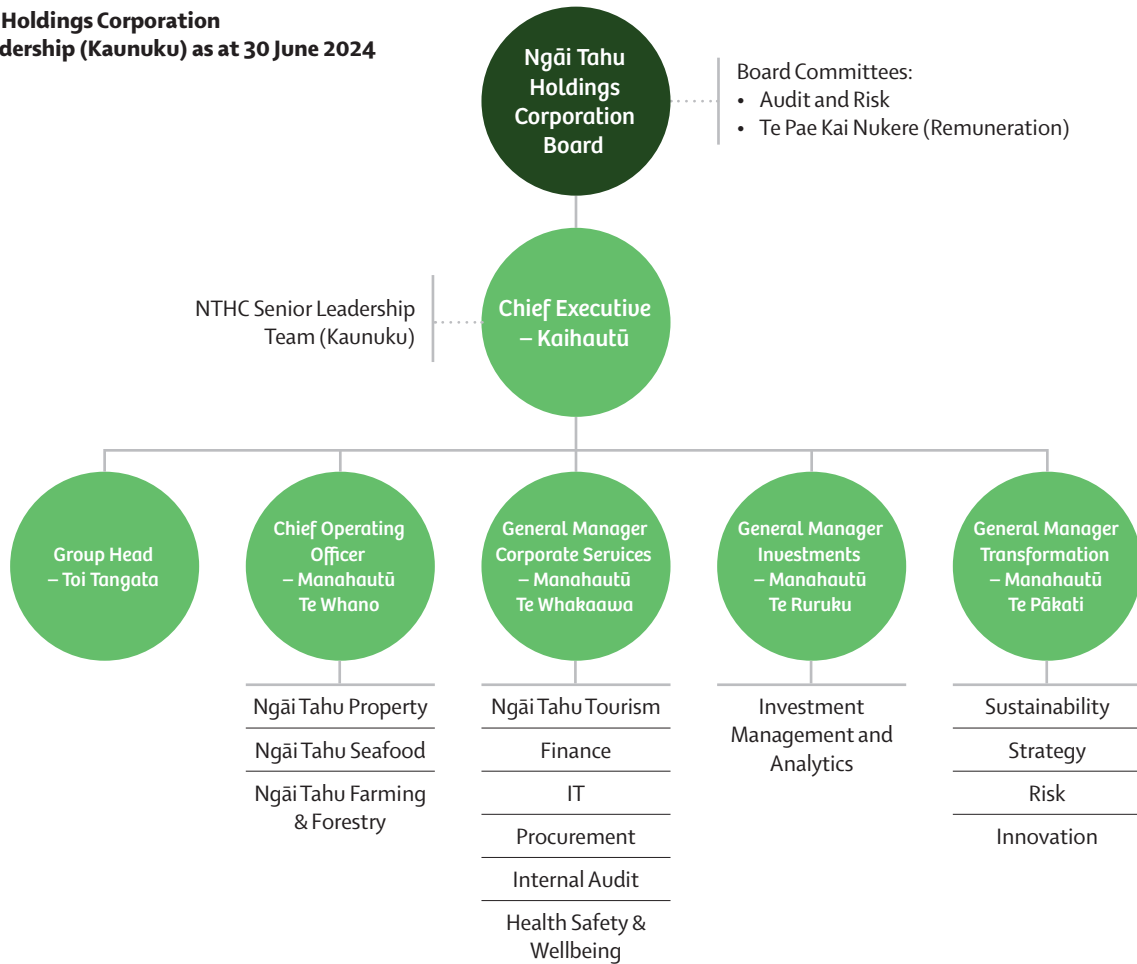 Holdings Corporation
dership (Kaunuku) as at 30 June 2024
Ngāi Tahu
Holdings
Corporation
Board
Board Committees:
• Audit and Risk
• Te Pae Kai Nukere (Remuneration)
NTHC Senior Leadership
Team (Kaunuku)
Chief Executive
– Kaihautū
Group Head
– Toi Tangata
Chief Operating
Officer
– Manahautū
Te Whano
General Manager
Corporate Services
– Manahautū
Te Whakaawa
General Manager
Investments
– Manahautū
Te Ruruku
General Manager
Transformation
– Manahautū
Te Pākati
Ngāi Tahu Property
Ngāi Tahu Seafood
Ngāi Tahu Farming
& Forestry
Ngāi Tahu Tourism
Finance
IT
Procurement
Internal Audit
Health Safety &
Wellbeing
Investment
Management and
Analytics
Sustainability
Strategy
Risk
Innovation